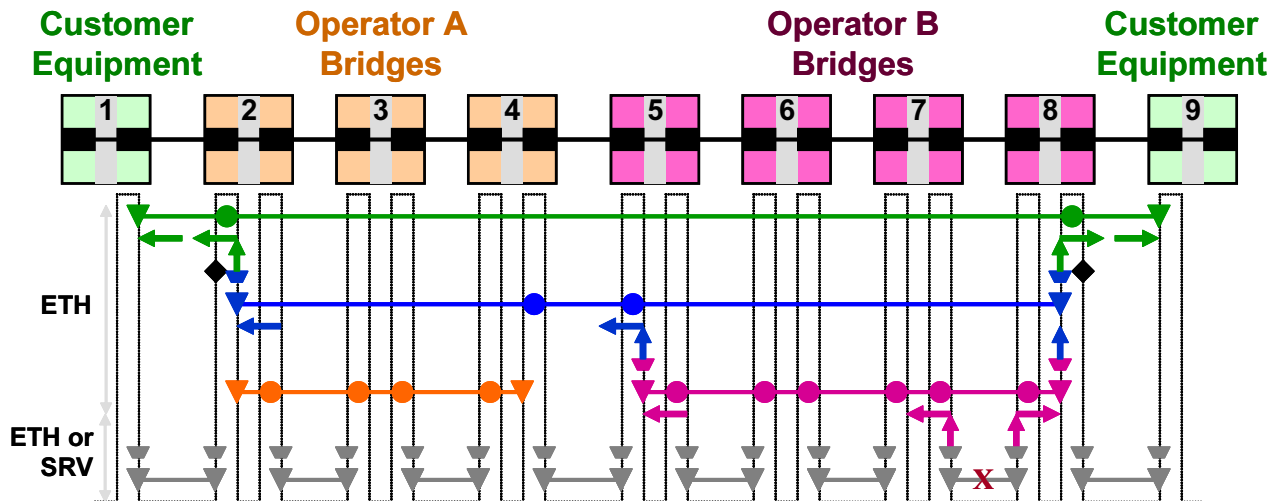 Customer
Equipment
Operator A
Bridges
Operator B
Bridges
Customer
Equipment
1
2
3
4
5
6
7
8
9
ETH
ETH or
SRV
X